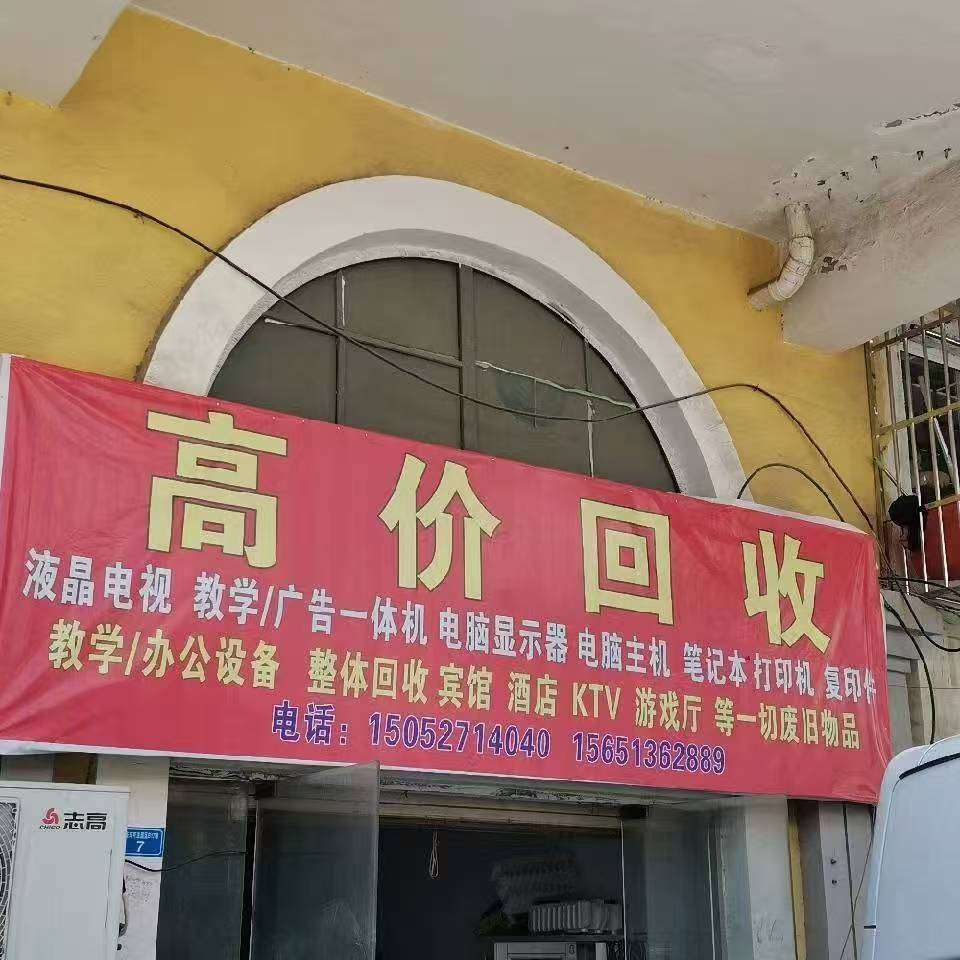 高价回收
液晶电视 教学/广告一体机 电脑显示器 电脑主机 笔记本 打印机 复印件
教学/办公设备 整体回收 宾馆 酒店 KTV 游戏厅 等一切废旧物品
电话：15052714040 15651362889
CHIGO 志高
7